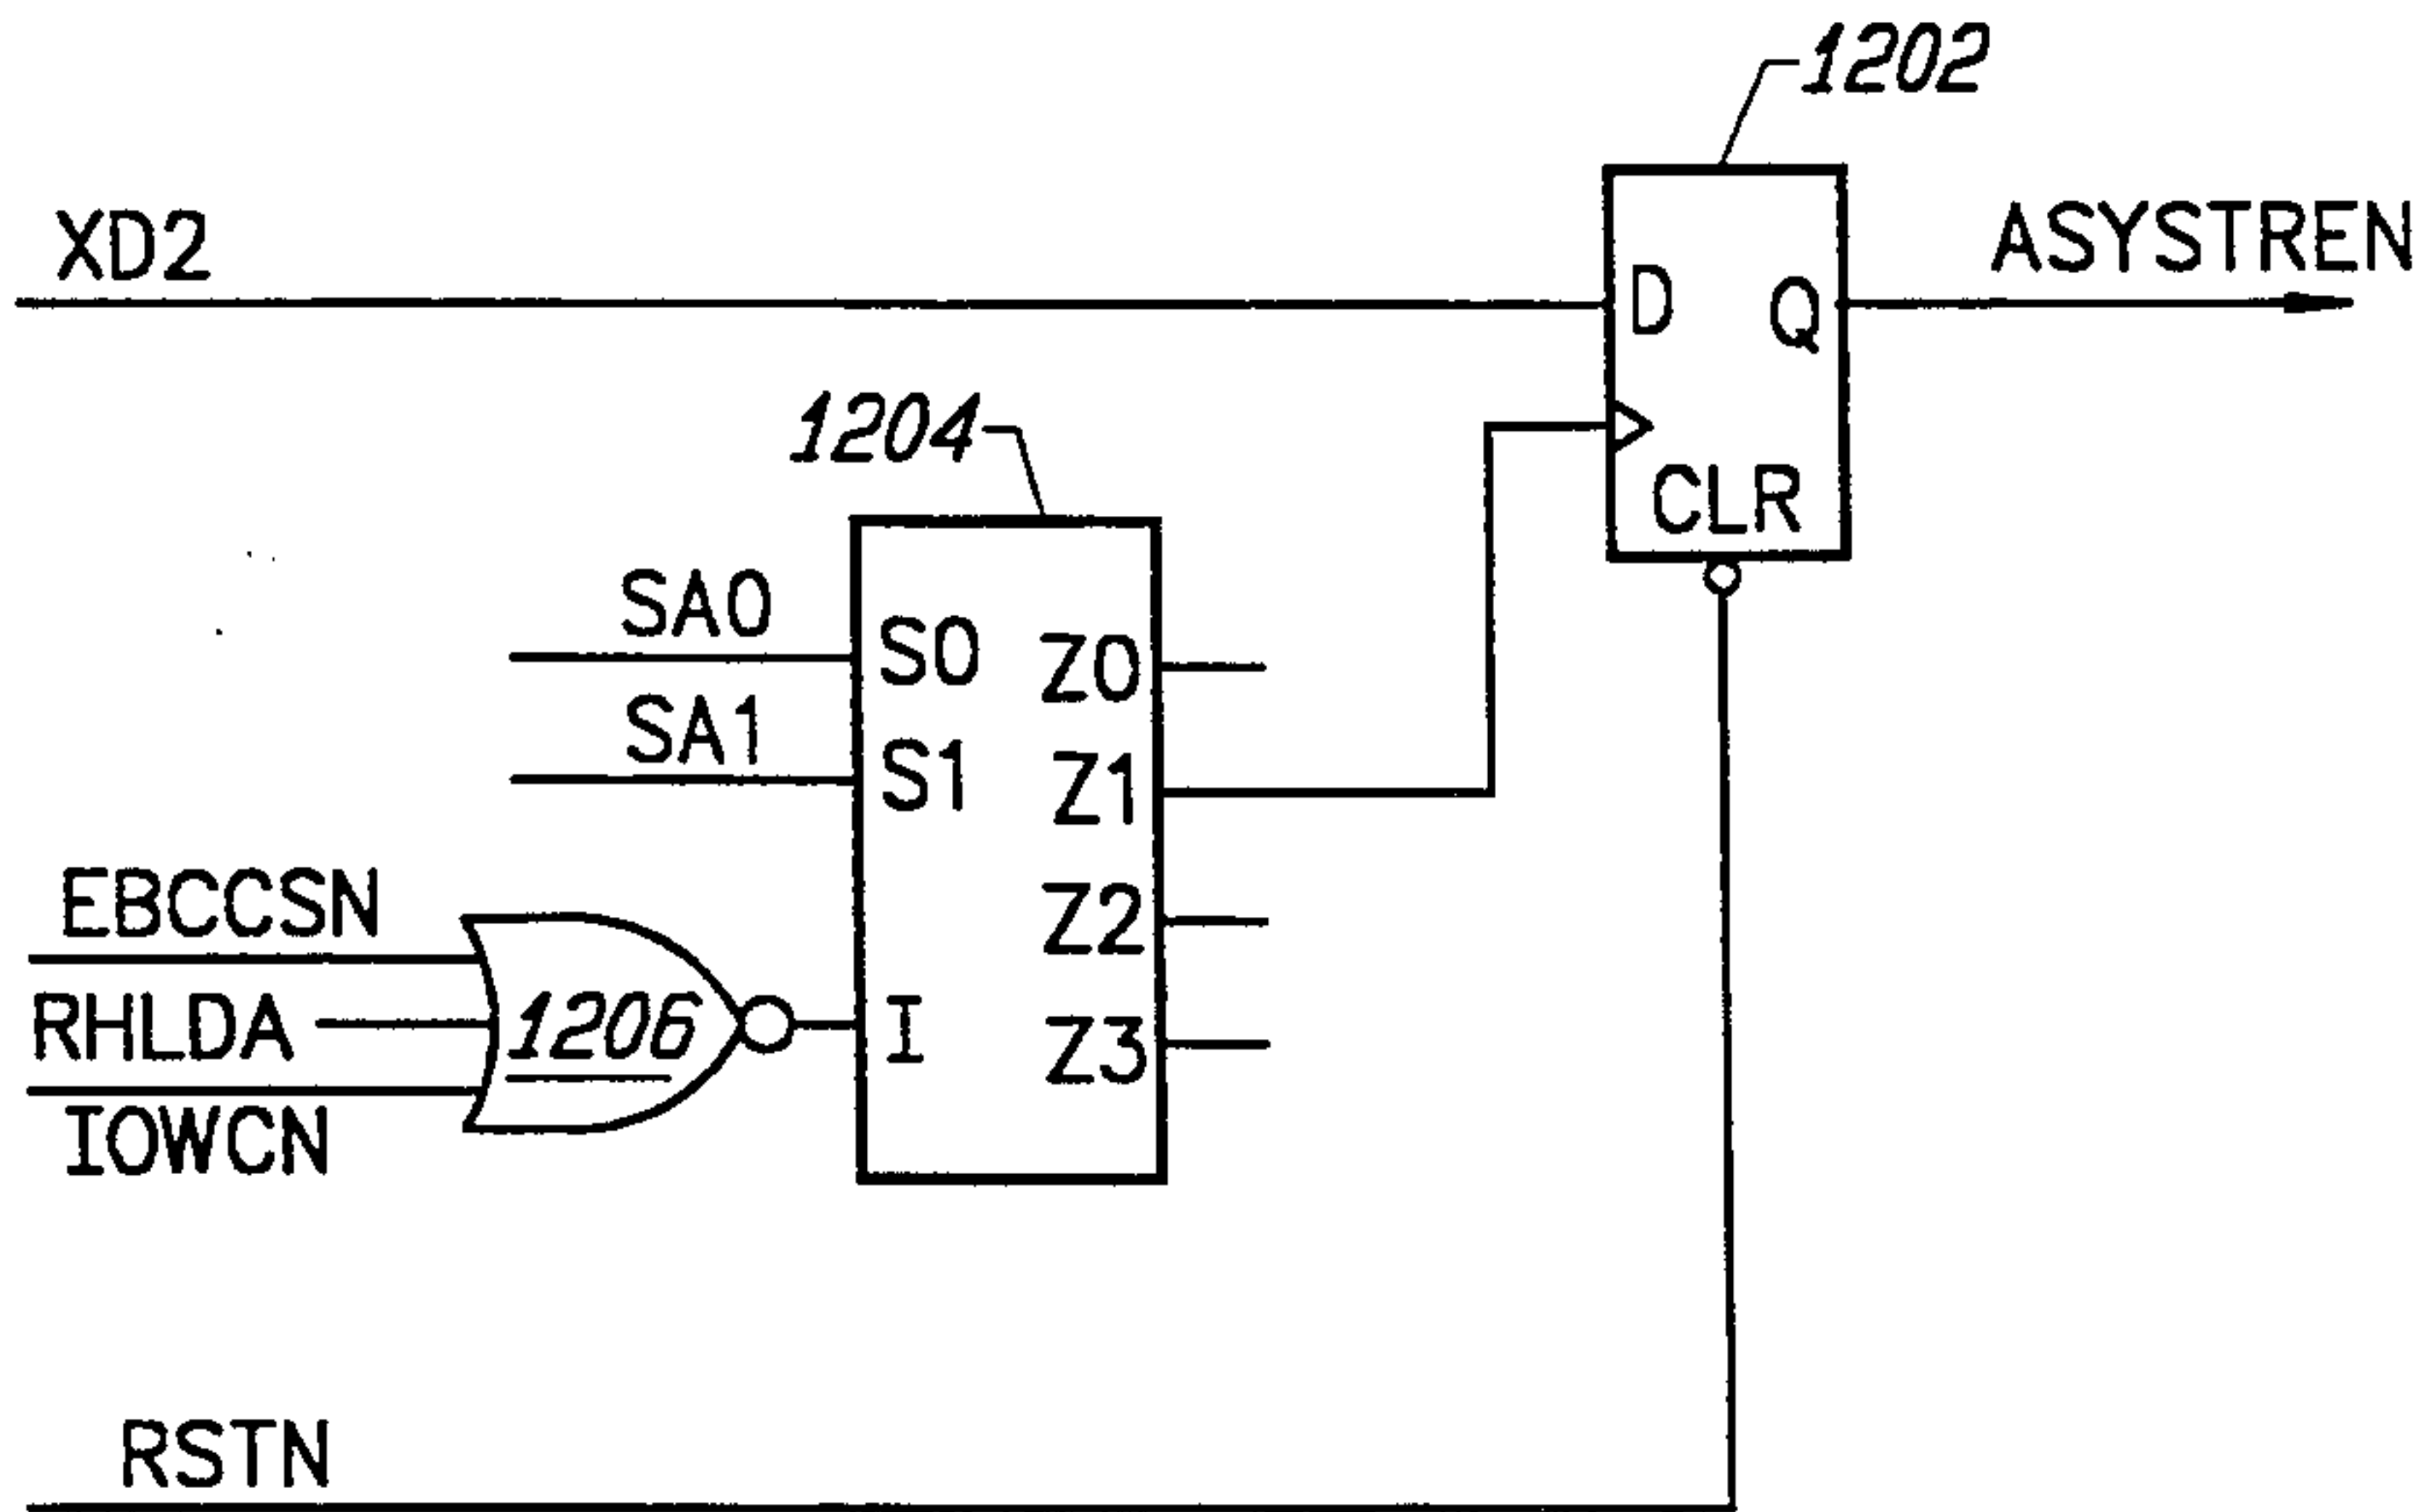 1202
XD2
ASYSTREN
D
Q
1204
CLR
SA0
S0
Z0
SA1
S1
Z1
EBCCSN
Z2
RHLDA
1206
I
Z3
IOWCN
RSTN